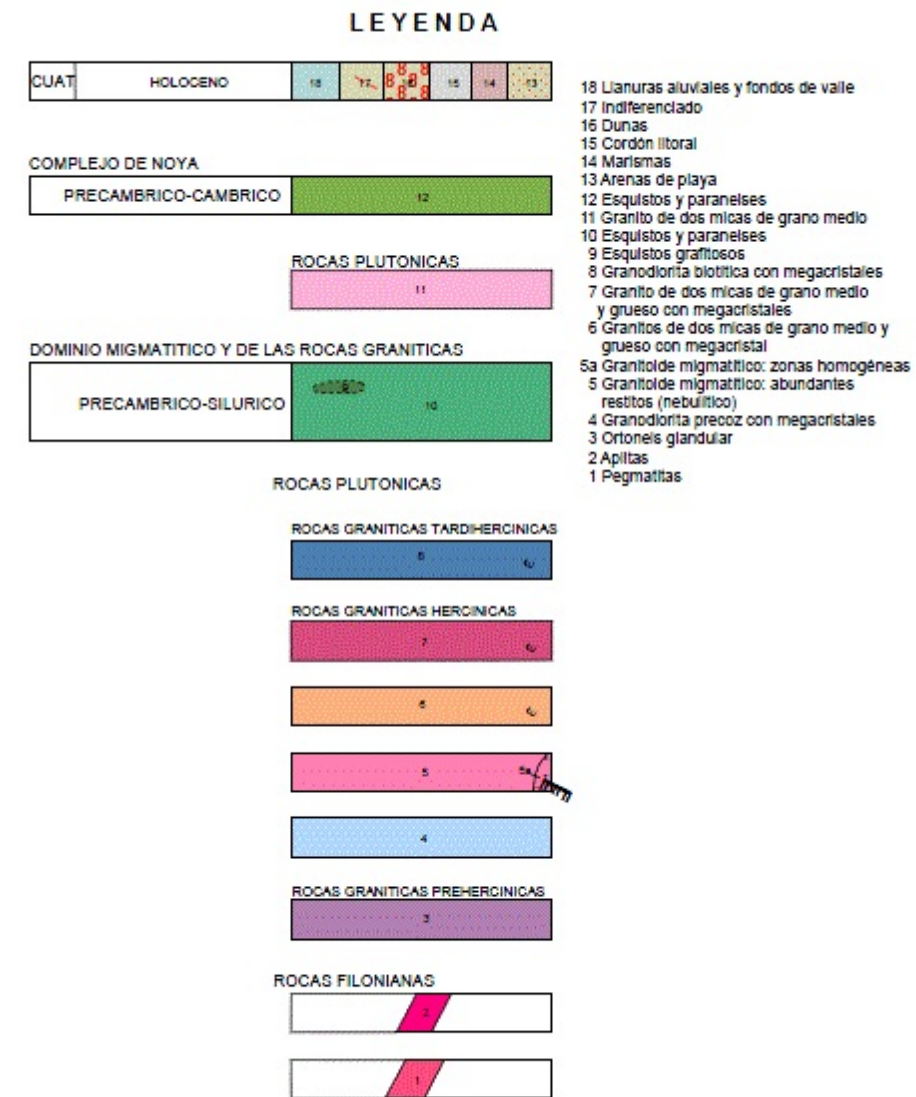 LEYENDA
CUAT HOLOCENO 18 17 16 15 14 13
COMPLEJO DE NOYA
PRECAMBRICO-CAMBRICO 12
ROCAS PLUTONICAS
11
DOMINIO MIGMATITICO Y DE LAS ROCAS GRANITICAS
9
PRECAMBRICO-SILURICO 10
ROCAS PLUTONICAS
ROCAS GRANITICAS TARDIHERCINICAS
8
ROCAS GRANITICAS HERCINICAS
7
6
5 5a
4
ROCAS GRANITICAS PREHERCINICAS
3
ROCAS FILONIANAS
2
1
18 Llanuras aluviales y fondos de valle
17 Indiferenciado
16 Dunas
15 Cordón litoral
14 Marismas
13 Arenas de playa
12 Esquistos y paraneises
11 Granito de dos micas de grano medio
10 Esquistos y paraneises
9 Esquistos grafitosos
8 Granodiorita biotítica con megacristales
7 Granito de dos micas de grano medio
y grueso con megacristales
6 Granitos de dos micas de grano medio y
grueso con megacristal
5a Granitoide migmatítico: zonas homogéneas
5 Granitoide migmatítico: abundantes
restitos (nebulítico)
4 Granodiorita precoz con megacristales
3 Ortoneis glandular
2 Aplitas
1 Pegmatitas